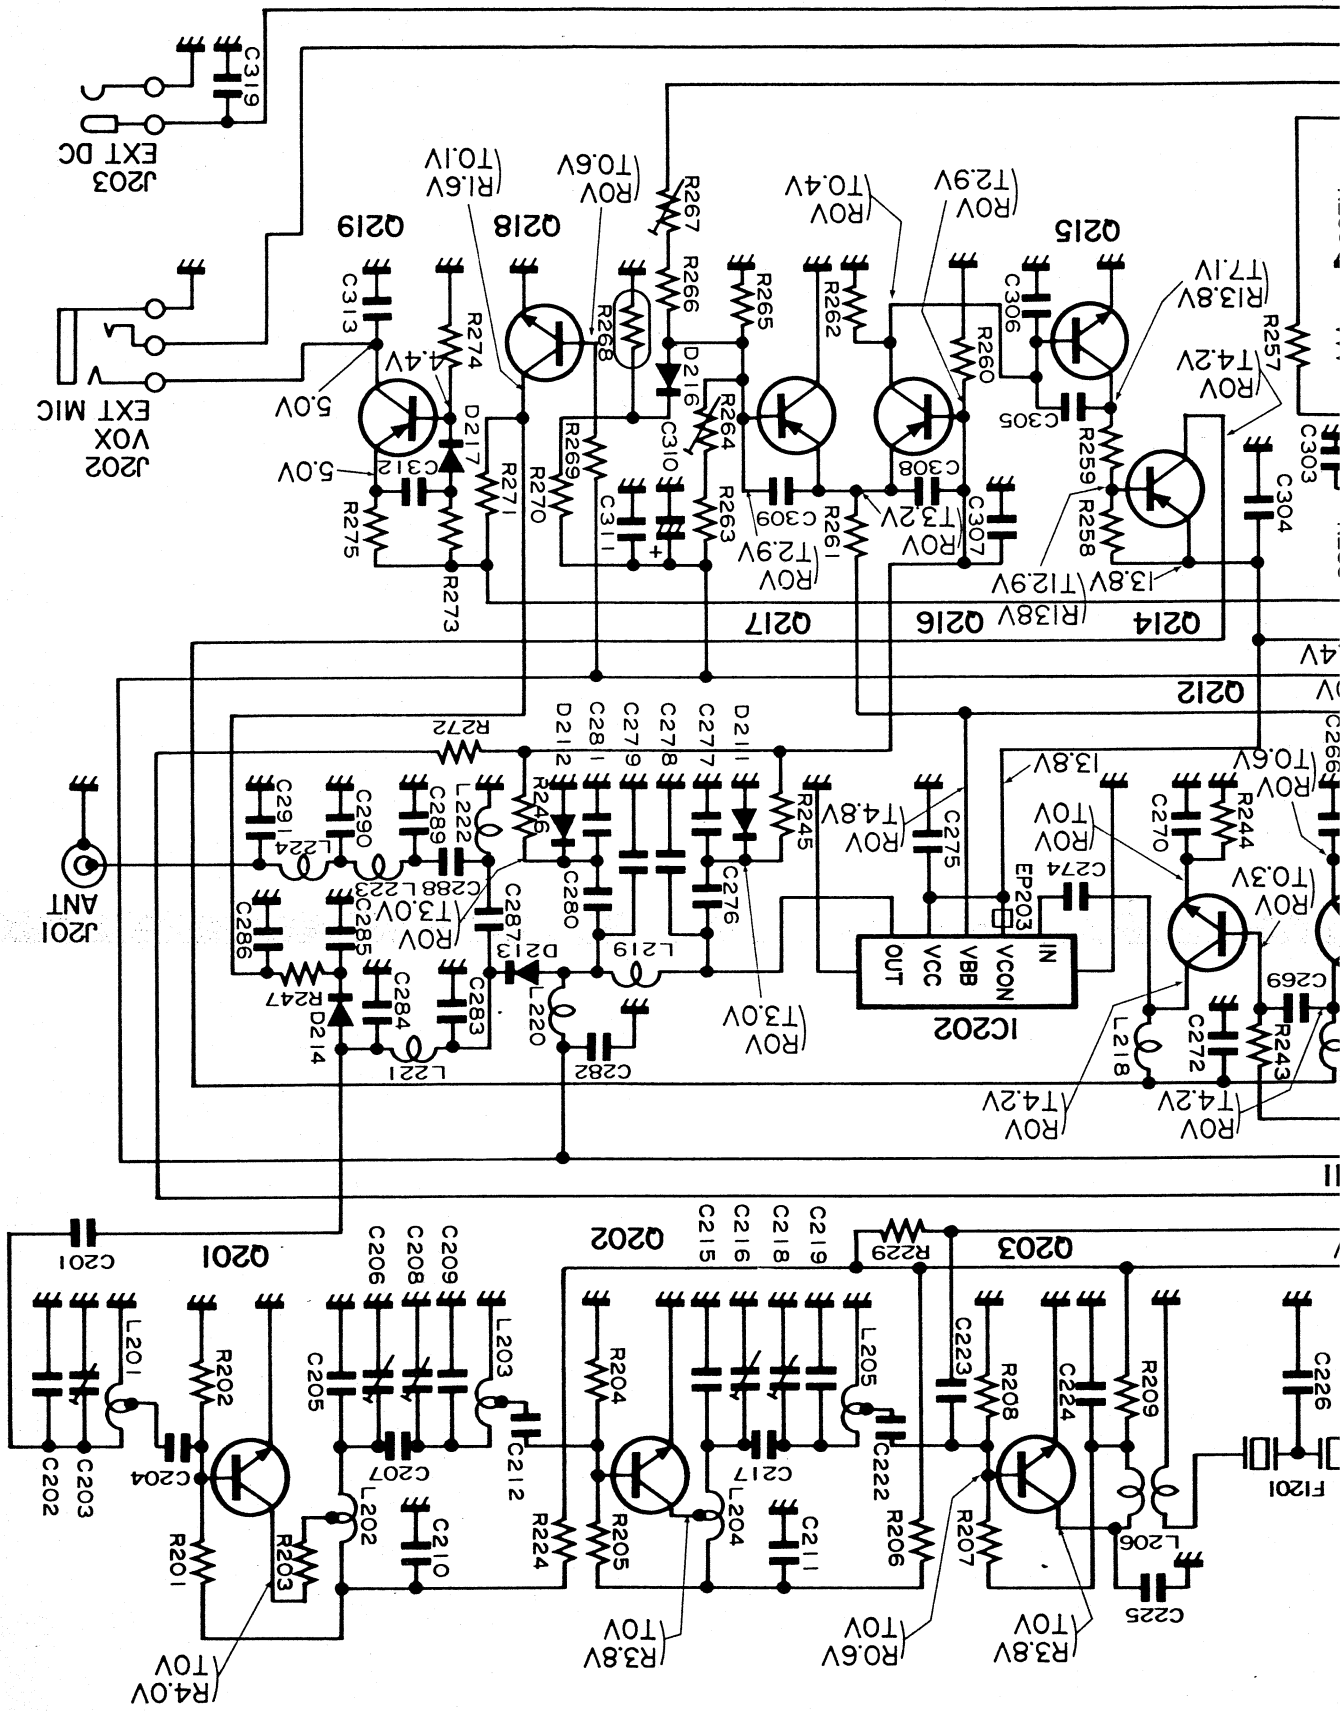 C319
EXT DC
J203
EXT MIC
VOX
J202
Q219
Q218
(R1.6V
T0.1V
(R0V
T0.6V
R267
R266
R265
R262
(R0V
T0.4V
(R0V
T2.9V
R260
C306
Q215
(R13.8V
T7.1V
(R0V
T4.2V
R257
C313
R274
4.4V
5.0V
5.0V
R268
D216
R264
D217
C312
R275
R273
R271
R270
R269
C311
C310
+
R263
C309
(R0V
T2.9V
R261
C308
(R0V
T3.2V
C307
C305
R259
R258
C303
C304
13.8V
(R13.8V
T12.9V
Q217
Q216
Q214
Q212
R272
D212
C281
C279
C278
C277
D211
13.8V
(R0V
T0.6V
C266
C291
L224
C290
L223
C289
C288
L222
R246
(R0V
T3.0V
C287
C280
C276
R245
(R0V
T4.8V
C275
EP203
C274
(R0V
T0V
C270
R244
(R0V
T0.3V
J201
ANT
C286
C285
R247
D214
C284
C283
L221
D213
L220
C282
L219
(R0V
T3.0V
OUT
VCC
VBB
VCON
IN
IC202
L218
C272
C269
R243
(R0V
T4.2V
(R0V
T4.2V
C201
Q201
C206
C208
C209
Q202
C215
C216
C218
C219
R229
Q203
L201
R202
C205
L203
R204
L205
C223
R208
C224
R209
C226
C202
C203
C204
C207
C212
C217
C222
L206
F1201
R201
R203
L202
C210
R224
R205
L204
C211
R206
R207
C225
(R4.0V
T0V
(R3.8V
T0V
(R0.6V
T0V
(R3.8V
T0V